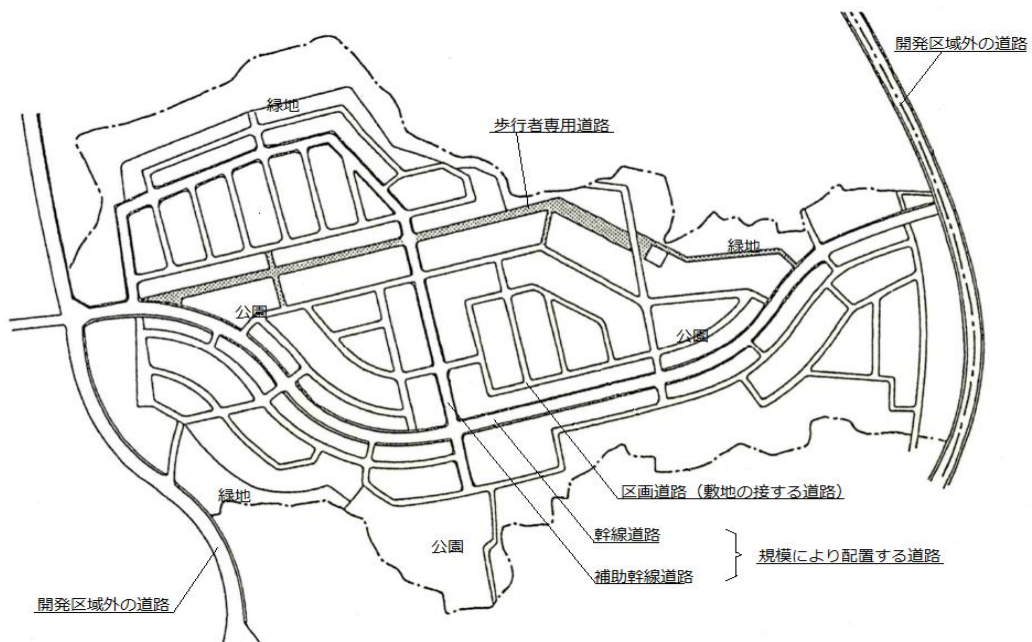 開発区域外の道路
緑地
歩行者専用道路
緑地
公園
公園
区画道路（敷地の接する道路）
緑地
幹線道路
公園
規模により配置する道路
補助幹線道路
開発区域外の道路